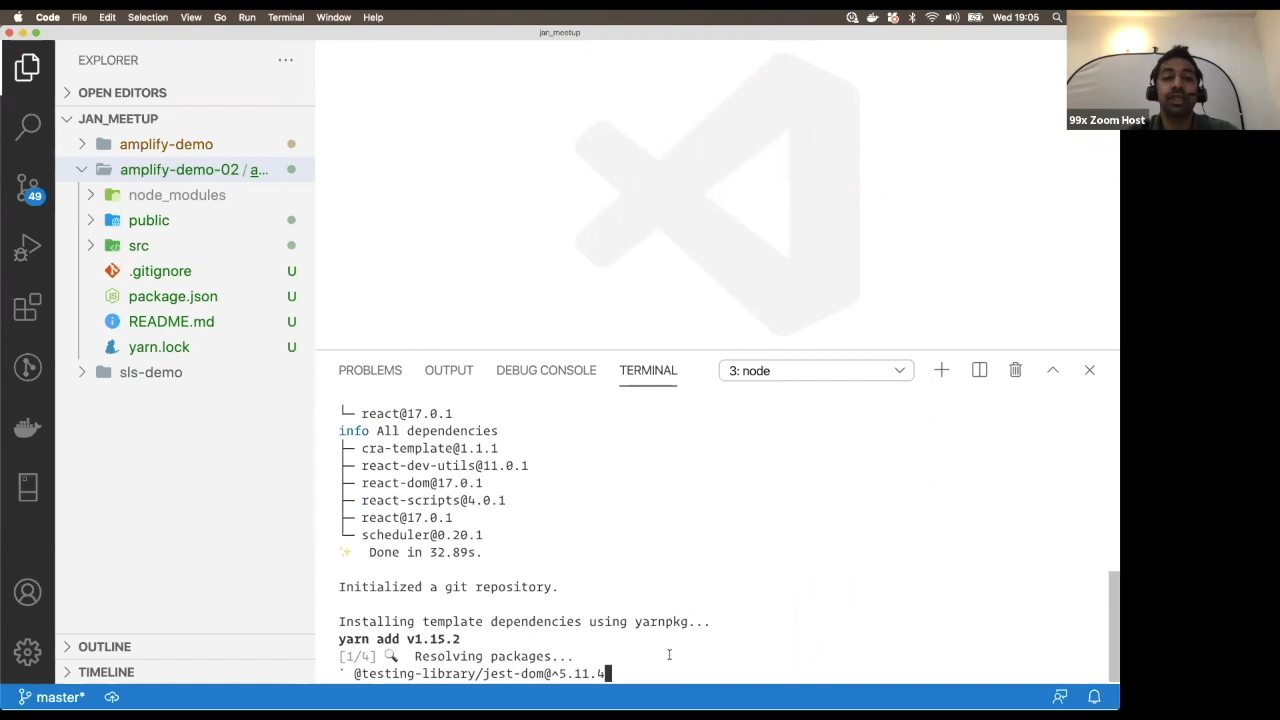 Code File Edit Selection View Go Run Terminal Window Help
Wed 19:05
jan_meetup
99x Zoom Host
EXPLORER
OPEN EDITORS
JAN_MEETUP
amplify-demo
amplify-demo-02 / a...
node_modules
public
src
.gitignore U
package.json U
README.md U
yarn.lock U
sls-demo
49
OUTLINE
TIMELINE
PROBLEMS OUTPUT DEBUG CONSOLE TERMINAL 3: node
└─ react@17.0.1
info All dependencies
├─ cra-template@1.1.1
├─ react-dev-utils@11.0.1
├─ react-dom@17.0.1
├─ react-scripts@4.0.1
├─ react@17.0.1
└─ scheduler@0.20.1
✨ Done in 32.89s.
Initialized a git repository.
Installing template dependencies using yarnpkg...
yarn add v1.15.2
[1/4] 🔍 Resolving packages...
@testing-library/jest-dom@^5.11.4
master*